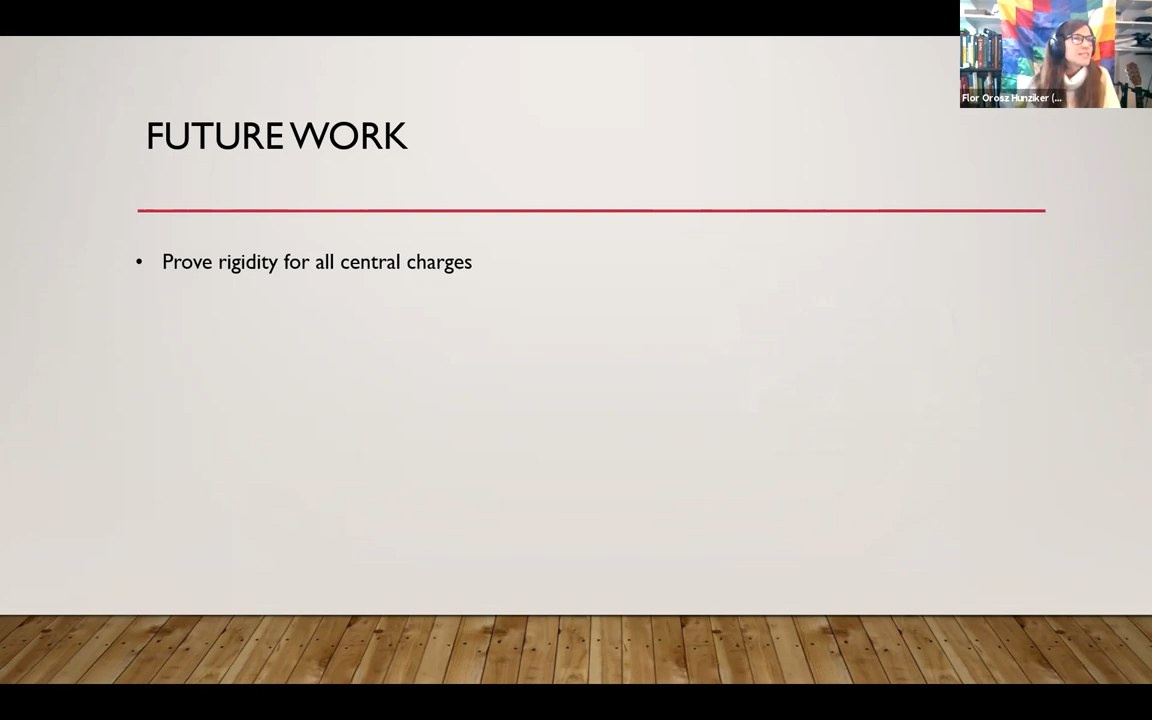 Flor Orosz Hunziker (...
FUTURE WORK
• Prove rigidity for all central charges